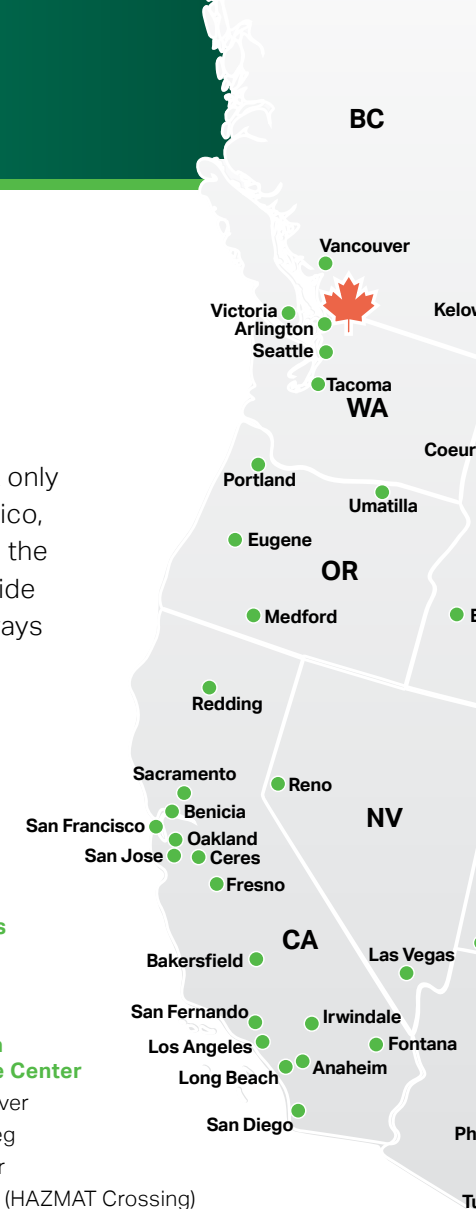 BC
Vancouver
Victoria
Kelow
Arlington
Seattle
Tacoma
WA
Coeur
only
ico,
the
ide
ays
Portland
Umatilla
Eugene
OR
Medford
Redding
Sacramento
Reno
Benicia
NV
San Francisco
Oakland
San Jose
Ceres
Fresno
s
CA
Las Vegas
Bakersfield
San Fernando
Irwindale
Los Angeles
Fontana
Anaheim
Long Beach
e Center
ver
San Diego
eg
Ph
r
(HAZMAT Crossing)
Tu